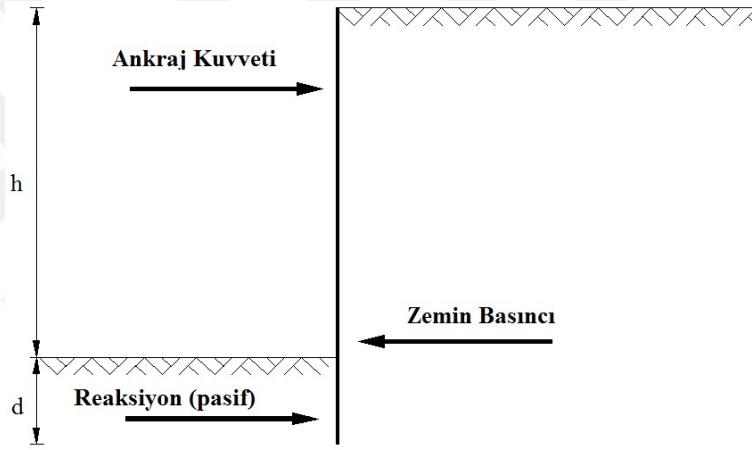 Ankraj Kuvveti
h
Zemin Basıncı
Reaksiyon (pasif)
d